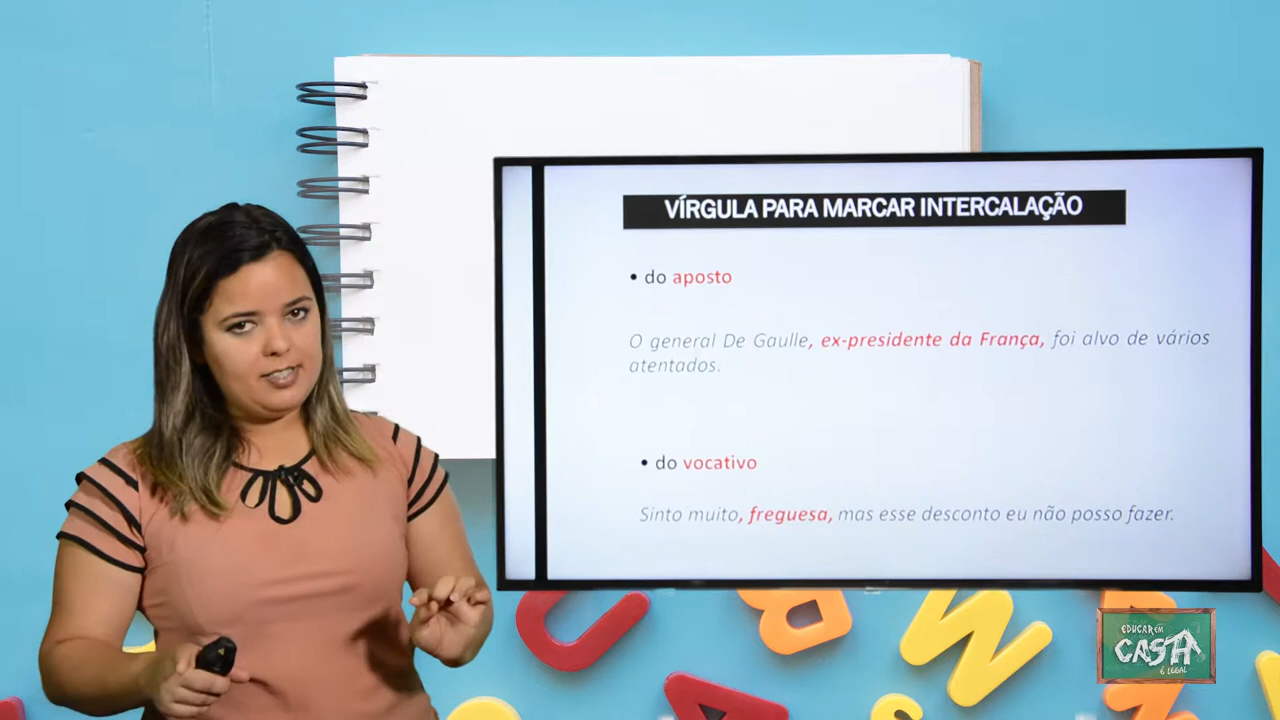 VÍRGULA PARA MARCAR INTERCALAÇÃO
• do aposto
O general De Gaulle, ex-presidente da França, foi alvo de vários
atentados.
• do vocativo
Sinto muito, freguesa, mas esse desconto eu não posso fazer.
EDUCAR EM
CASA
É LEGAL